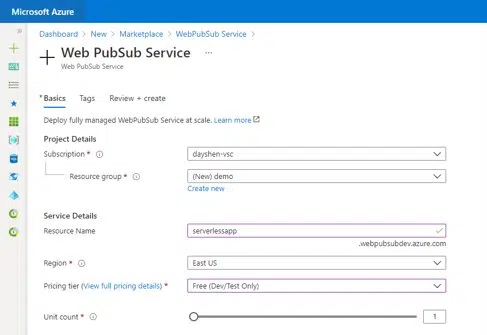 Microsoft Azure
Dashboard > New > Marketplace > WebPubSub Service >
Web PubSub Service ...
Web PubSub Service
* Basics Tags Review + create
Deploy fully managed WebPubSub Service at scale. Learn more
Project Details
Subscription * dayshen-vsc
Resource group * (New) demo
Create new
Service Details
Resource Name serverlessapp
.webpubsubdev.azure.com
Region * East US
Pricing tier (View full pricing details) * Free (Dev/Test Only)
Unit count * 1